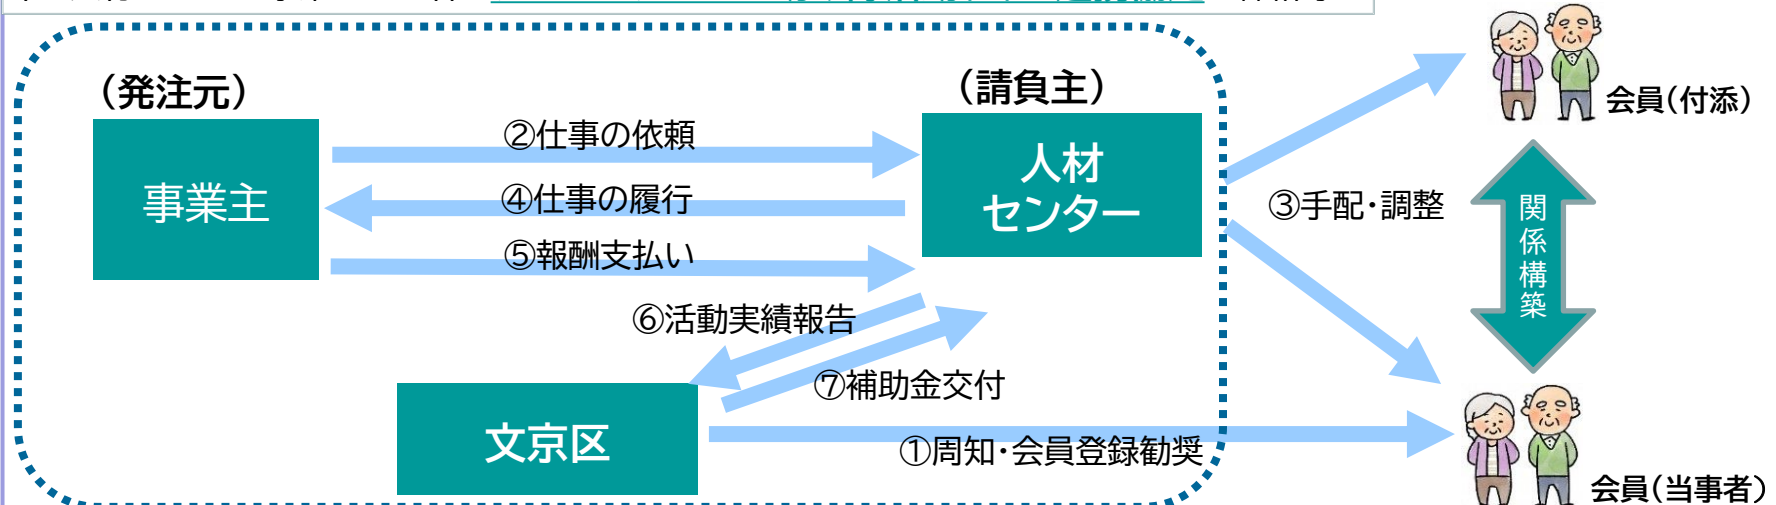 (発注元)
事業主
(請負主)
人材
センター
②仕事の依頼
④仕事の履行
⑤報酬支払い
⑥活動実績報告
⑦補助金交付
文京区
①周知・会員登録勧奨
③手配・調整
会員(付添)
関係構築
会員(当事者)